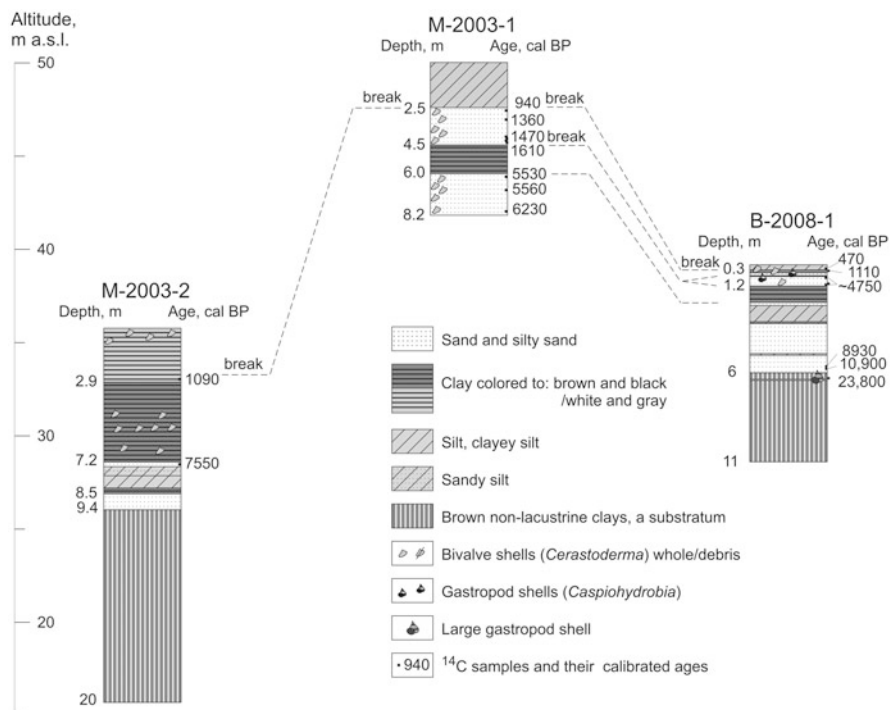 Altitude,
m a.s.l.
50
40
30
20
M-2003-1
Depth, m Age, cal BP
break
2.5
4.5
6.0
8.2
940
1360
1470
1610
5530
5560
6230
break
break
B-2008-1
Depth, m Age, cal BP
break
0.3
1.2
6
11
470
1110
~4750
8930
10,900
23,800
M-2003-2
Depth, m Age, cal BP
break
2.9
7.2
8.5
9.4
20
1090
7550
Sand and silty sand
Clay colored to: brown and black
/white and gray
Silt, clayey silt
Sandy silt
Brown non-lacustrine clays, a substratum
Bivalve shells (Cerastoderma) whole/debris
Gastropod shells (Caspiohydrobia)
Large gastropod shell
940 14C samples and their calibrated ages